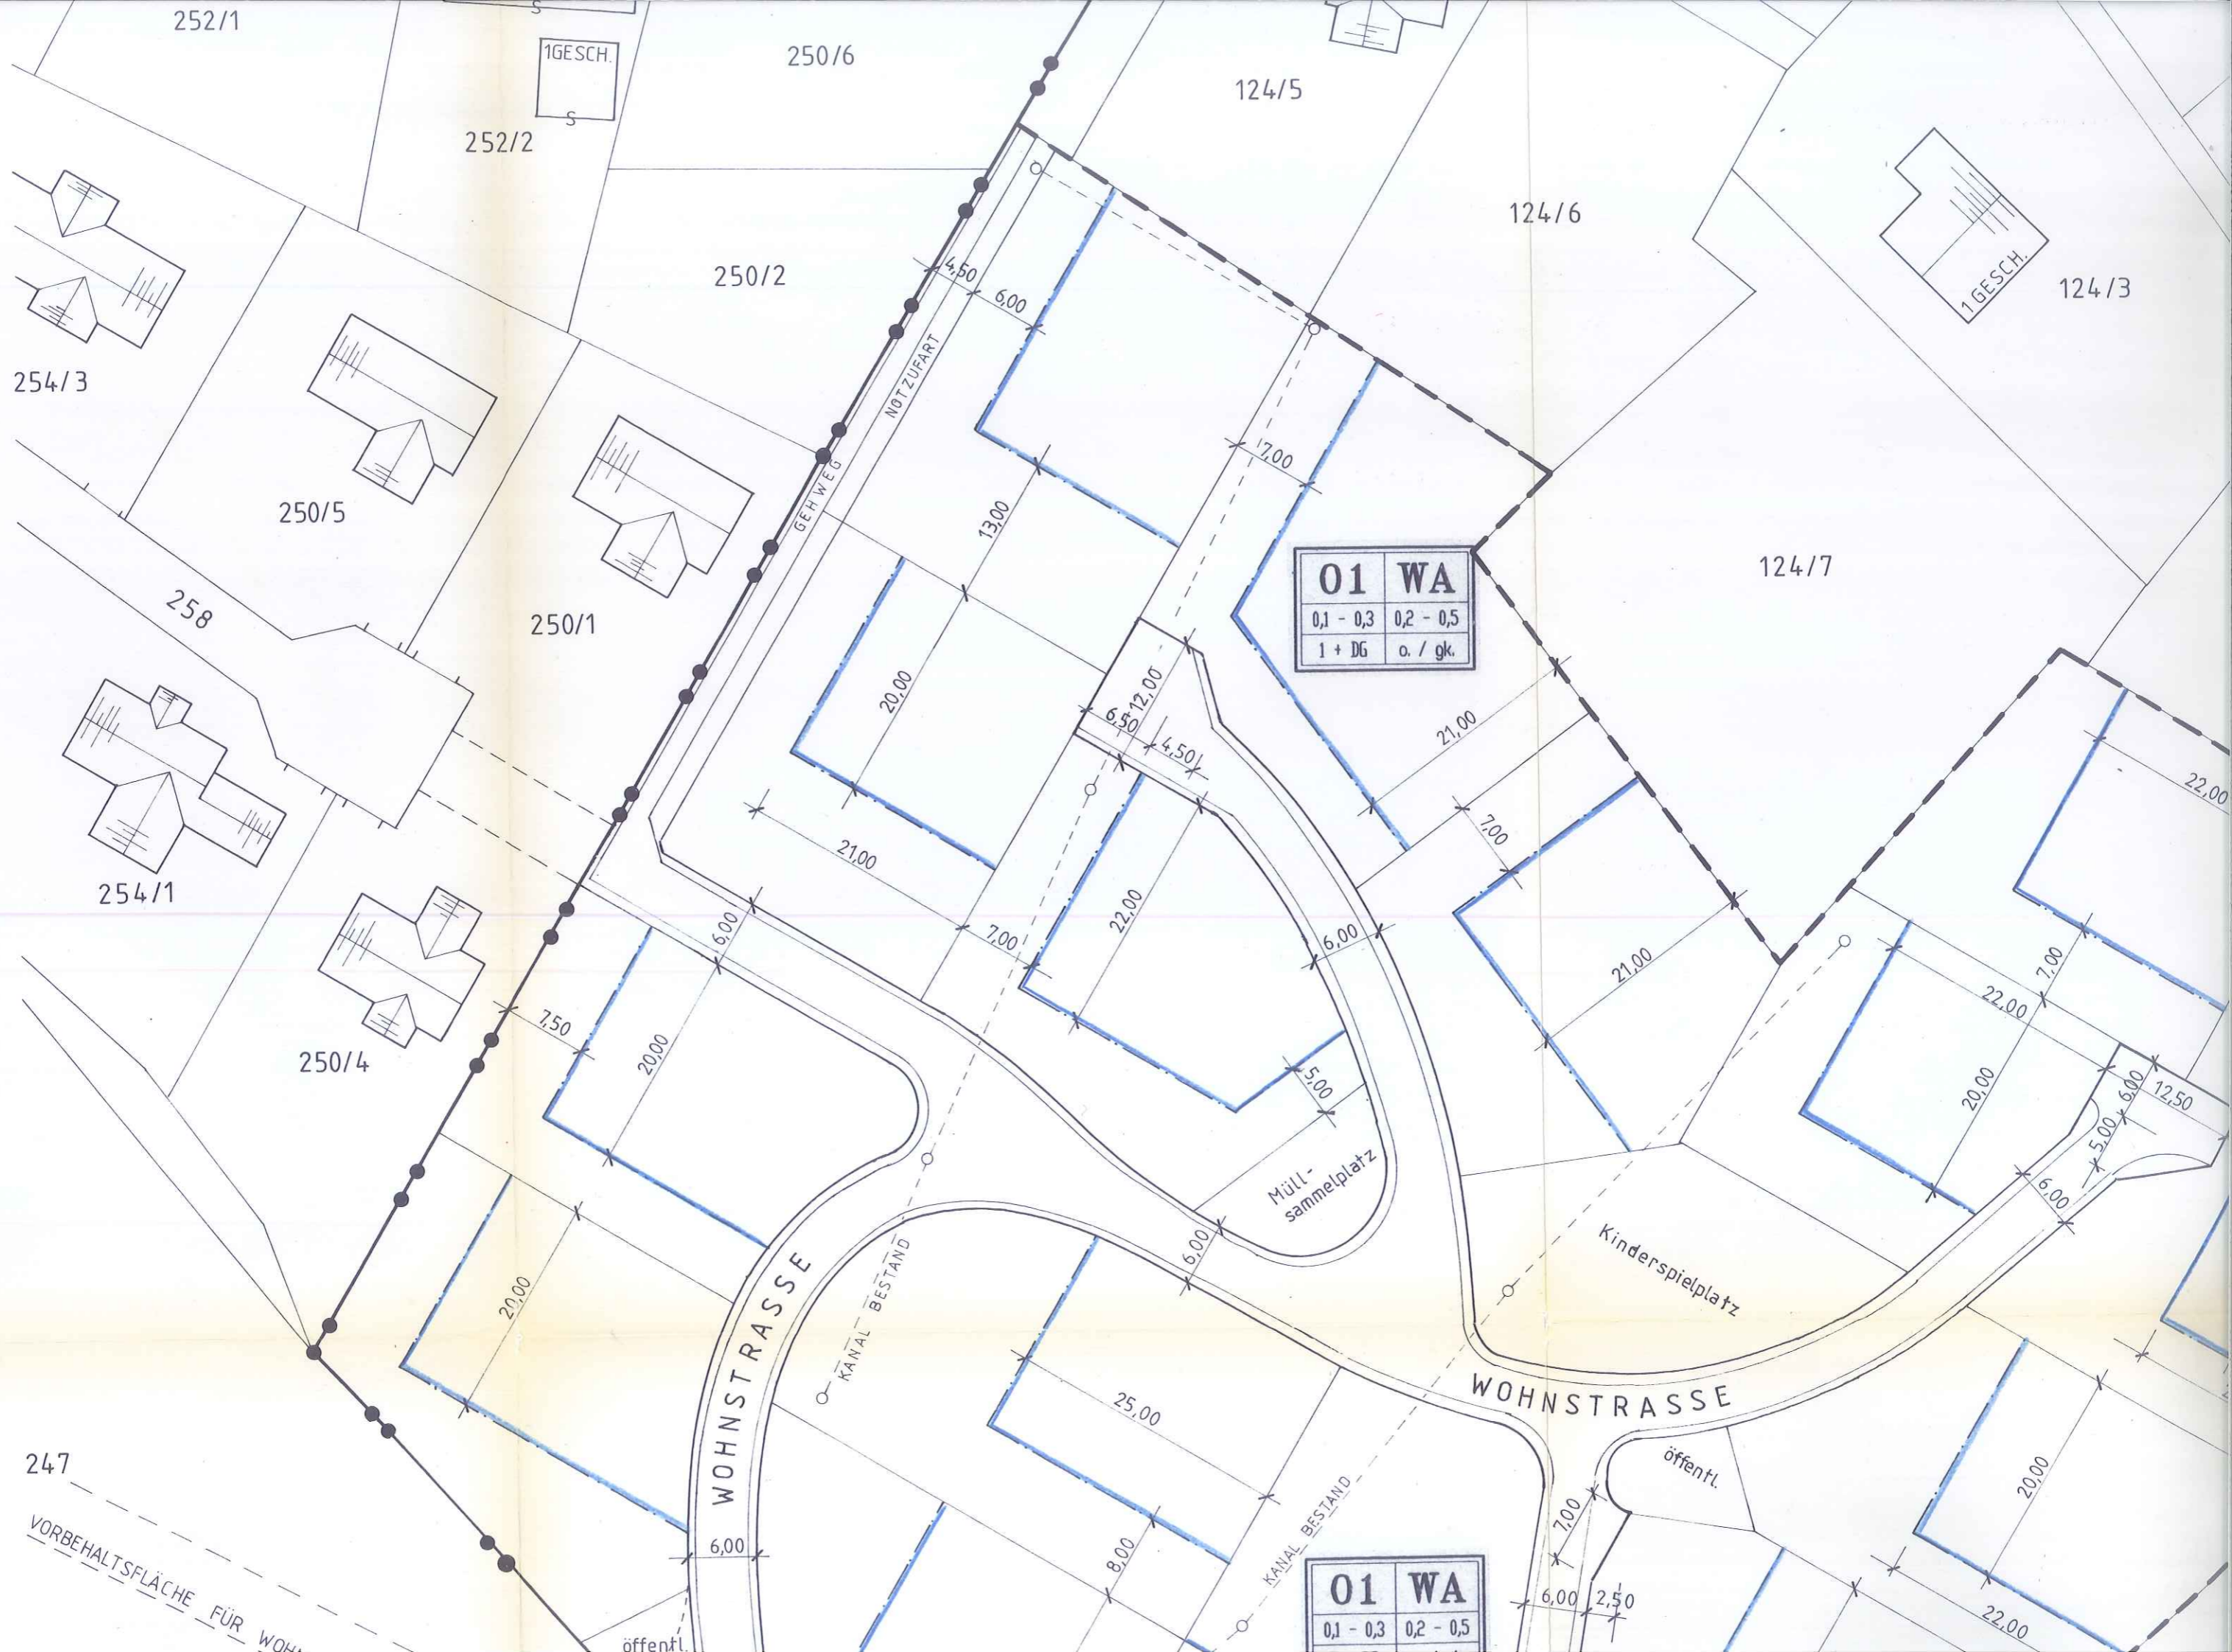 252/1
S
1GESCH.
S
250/6
124/5
252/2
124/6
250/2
124/3
1GESCH.
4,50
6,00
254/3
NOTZUFART
7,00
250/5
GEHWEG
13,00
124/7
258
250/1
01 WA
0,1 - 0,3 0,2 - 0,5
1 + DG o. / gk.
20,00
12,00
6,50
4,50
21,00
22,00
7,00
21,00
254/1
22,00
6,00
7,00
6,00
21,00
7,00
22,00
7,50
20,00
250/4
5,00
20,00
6,00
12,50
5,00
6,00
Müll-
sammelplatz
Kinderspielplatz
6,00
20,00
WOHNSTRASSE
KANAL BESTAND
25,00
WOHNSTRASSE
247
öffentl.
20,00
VORBEHALTSFLÄCHE FÜR WOHN
6,00
8,00
KANAL BESTAND
7,00
01 WA
0,1 - 0,3 0,2 - 0,5
6,00
2,50
22,00
öffentl.